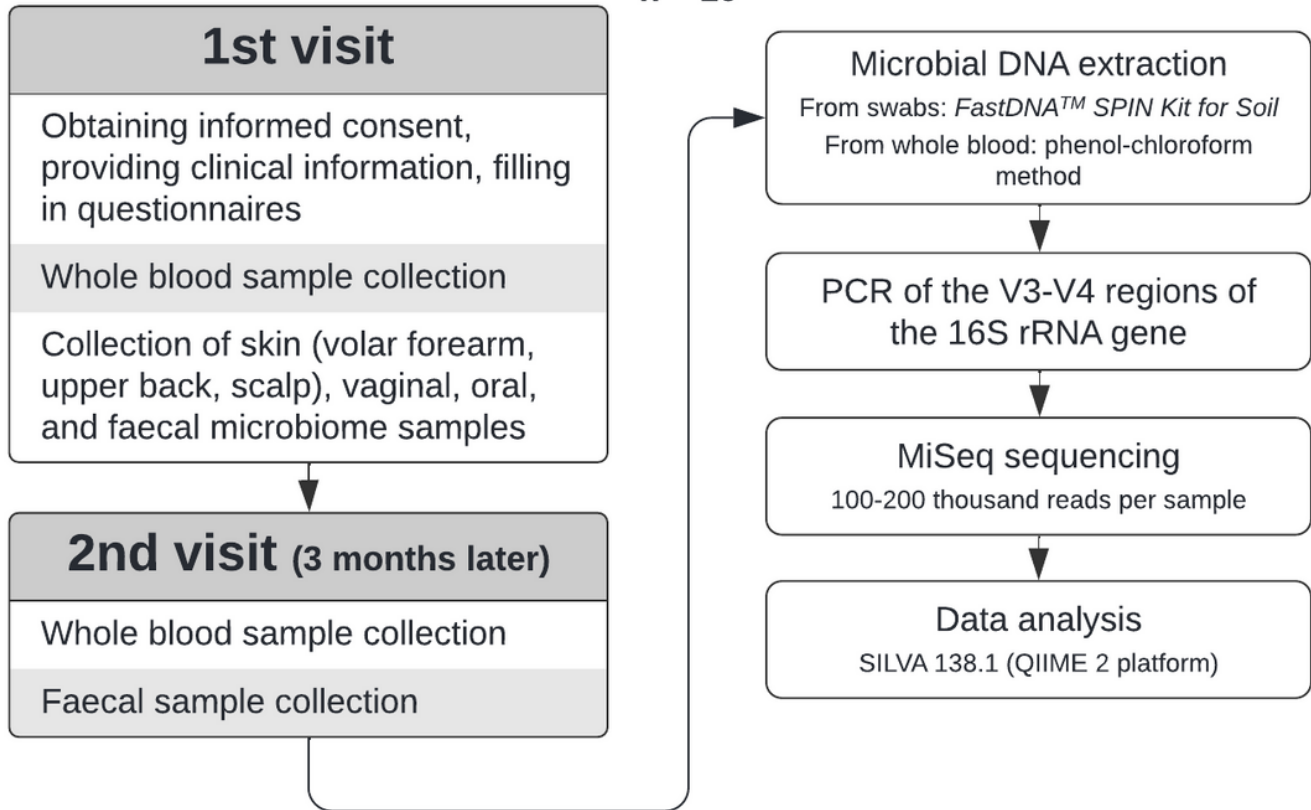 1st visit
Obtaining informed consent,
providing clinical information, filling
in questionnaires
Whole blood sample collection
Collection of skin (volar forearm,
upper back, scalp), vaginal, oral,
and faecal microbiome samples
2nd visit (3 months later)
Whole blood sample collection
Faecal sample collection
Microbial DNA extraction
From swabs: FastDNA™ SPIN Kit for Soil
From whole blood: phenol-chloroform
method
PCR of the V3-V4 regions of
the 16S rRNA gene
MiSeq sequencing
100-200 thousand reads per sample
Data analysis
SILVA 138.1 (QIIME 2 platform)